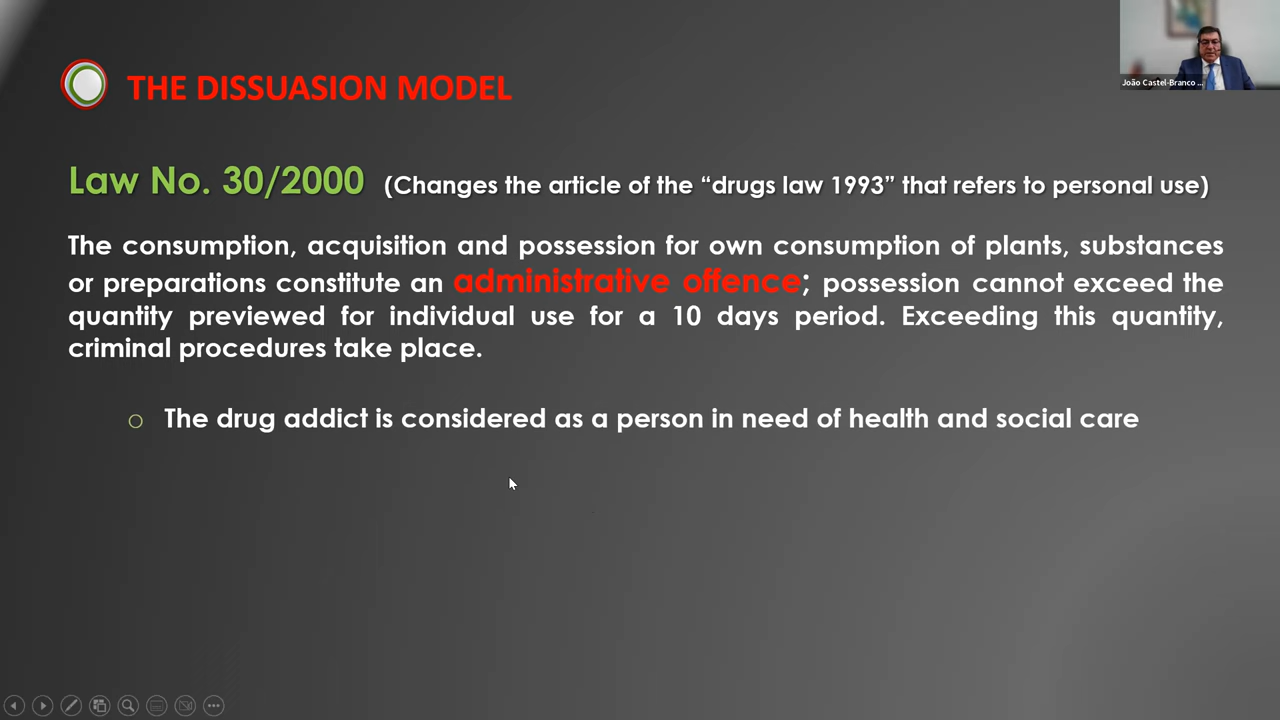 João Castel-Branco ...
THE DISSUASION MODEL
Law No. 30/2000 (Changes the article of the “drugs law 1993” that refers to personal use)
The consumption, acquisition and possession for own consumption of plants, substances
or preparations constitute an administrative offence; possession cannot exceed the
quantity previewed for individual use for a 10 days period. Exceeding this quantity,
criminal procedures take place.
The drug addict is considered as a person in need of health and social care